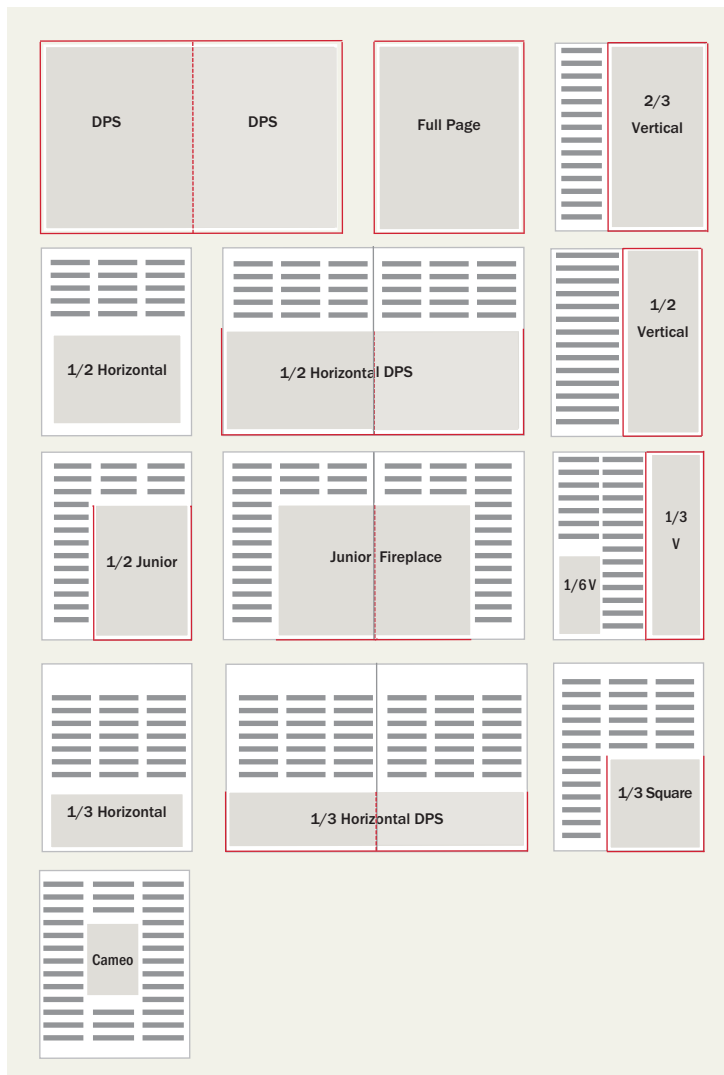 DPS
DPS
Full Page
2/3
Vertical
1/2 Horizontal
1/2 Horizontal DPS
1/2
Vertical
1/2 Junior
Junior Fireplace
1/3
V
1/6 V
1/3 Horizontal
1/3 Horizontal DPS
1/3 Square
Cameo